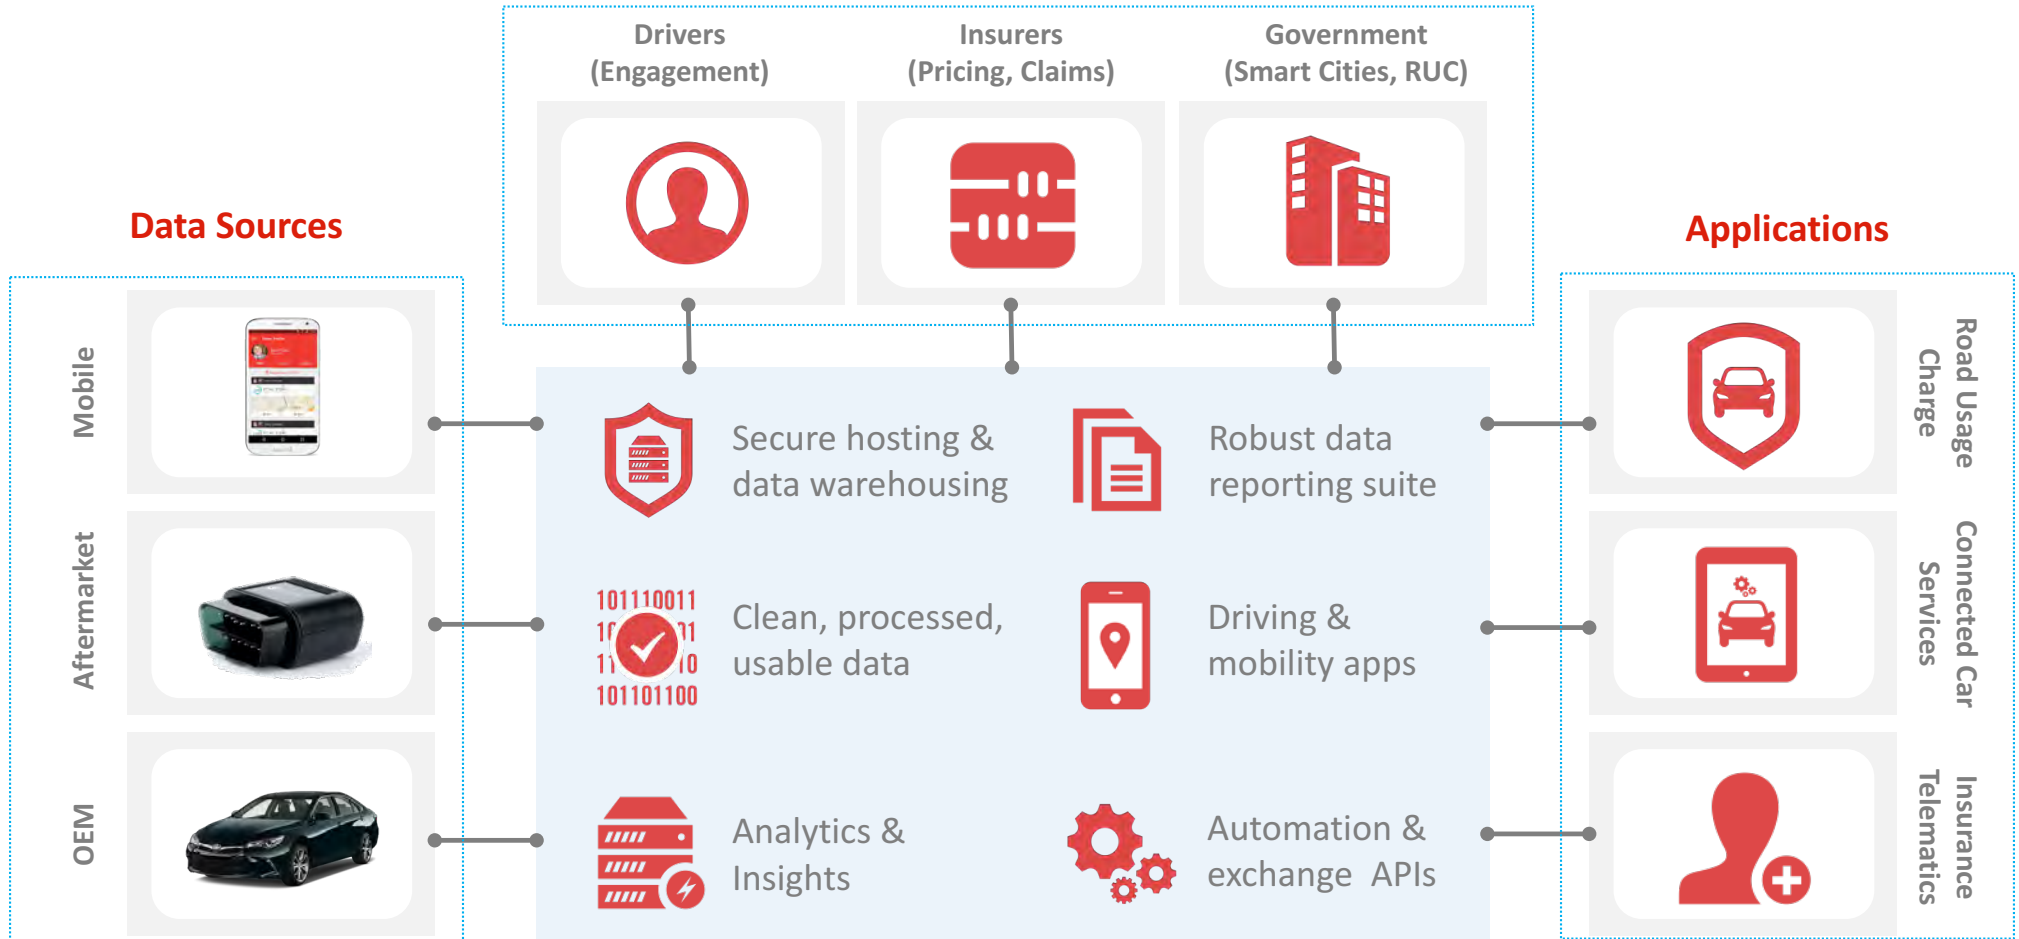 Drivers
(Engagement)
Insurers
(Pricing, Claims)
Government
(Smart Cities, RUC)
Data Sources
Applications
Mobile
Aftermarket
OEM
Secure hosting &
data warehousing
Robust data
reporting suite
101110011
101101100
Clean, processed,
usable data
Driving &
mobility apps
Analytics &
Insights
Automation &
exchange APIs
Road Usage
Charge
Connected Car
Services
Insurance
Telematics